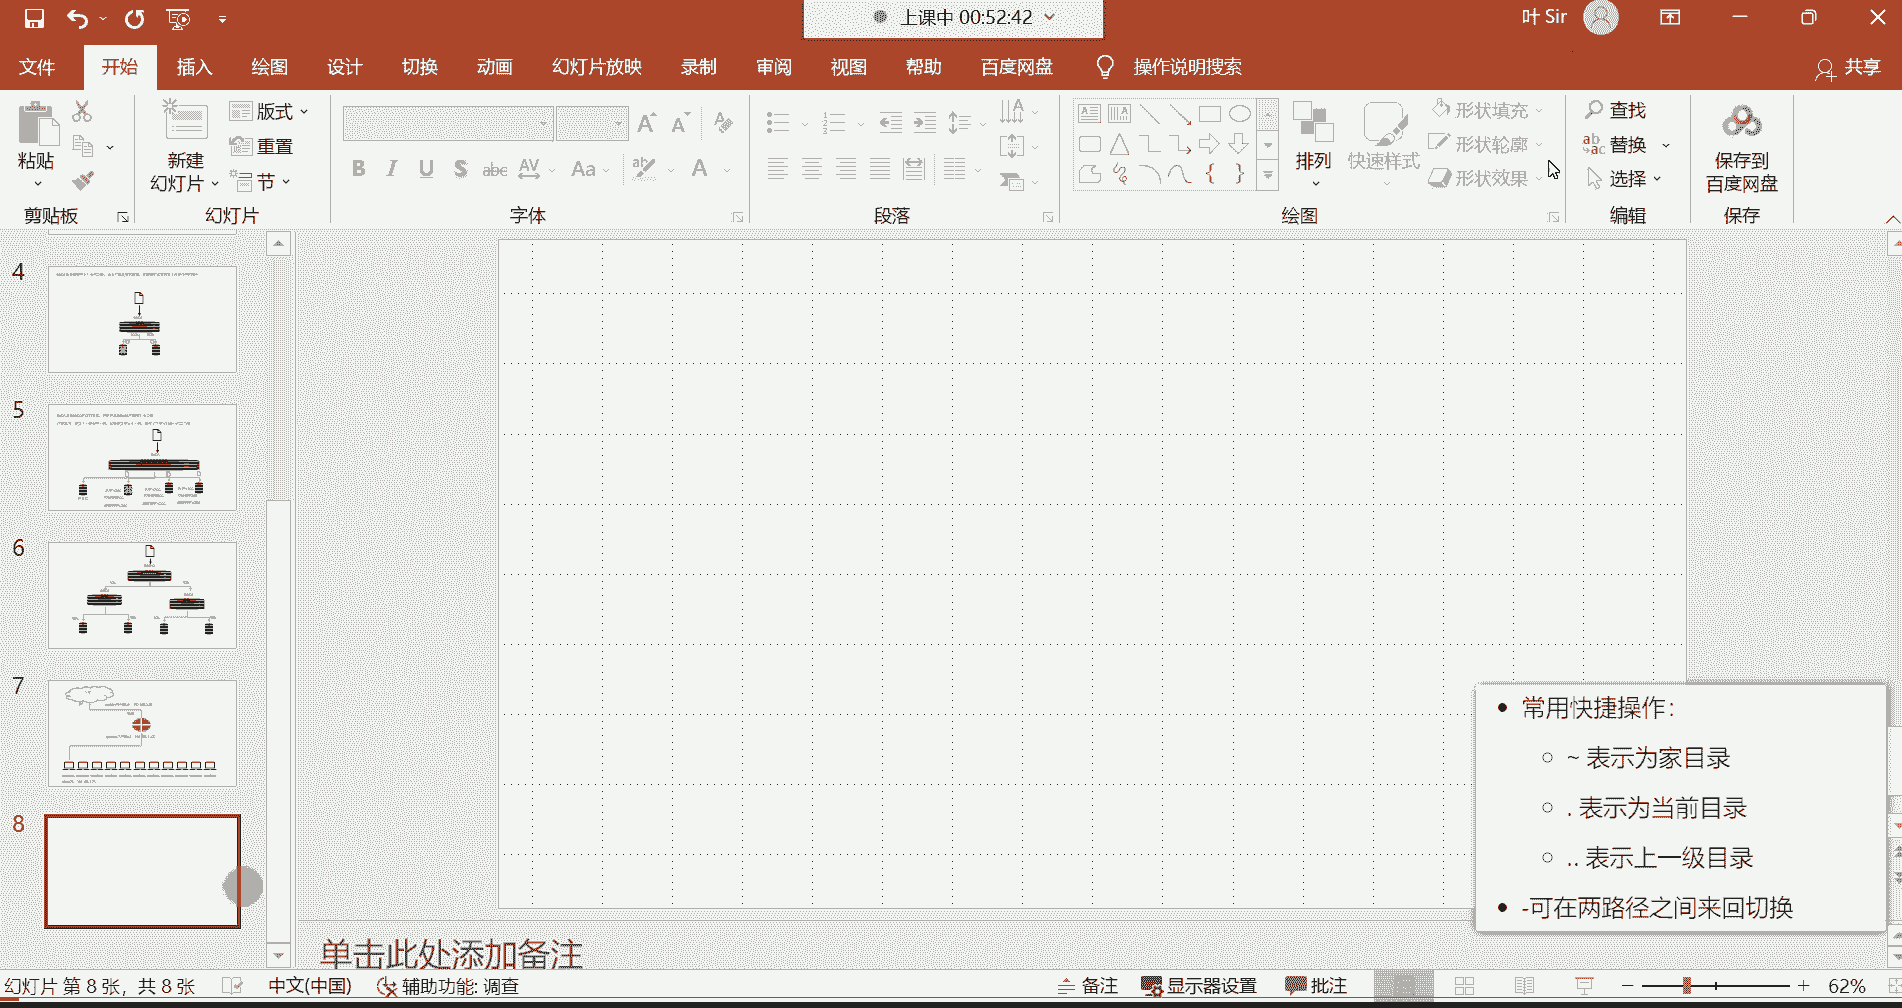 上课中 00:52:42
叶 Sir
文件 开始 插入 绘图 设计 切换 动画 幻灯片放映 录制 审阅 视图 帮助 百度网盘 操作说明搜索 共享
粘贴
剪贴板
新建
幻灯片
版式
重置
节
幻灯片
B I U S abc AV Aa A
字体
段落
排列
快速样式
形状填充
形状轮廓
形状效果
绘图
查找
替换
选择
编辑
保存到
百度网盘
保存
4
5
6
7
8
• 常用快捷操作：
○ ~ 表示为家目录
○ . 表示为当前目录
○ .. 表示上一级目录
• -可在两路径之间来回切换
单击此处添加备注
幻灯片 第 8 张，共 8 张 中文(中国) 辅助功能: 调查 备注 显示器设置 批注 62%